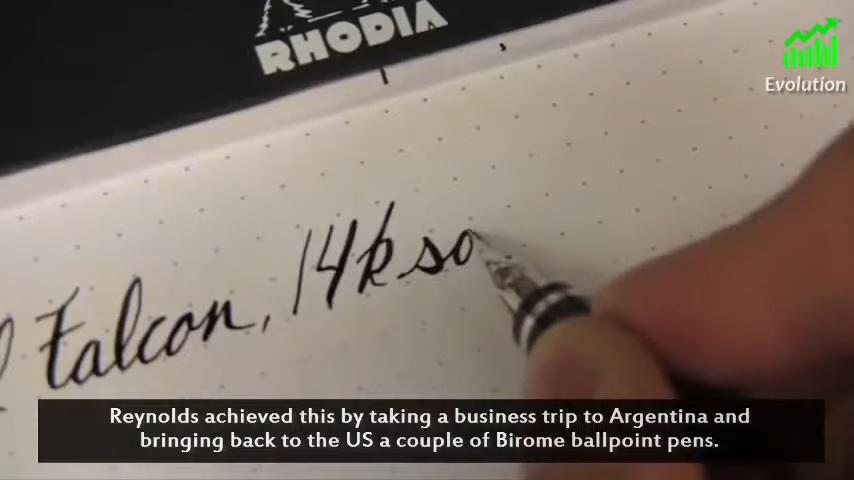 RHODIA
Evolution
Falcon, 14k so
Reynolds achieved this by taking a business trip to Argentina and
bringing back to the US a couple of Birome ballpoint pens.